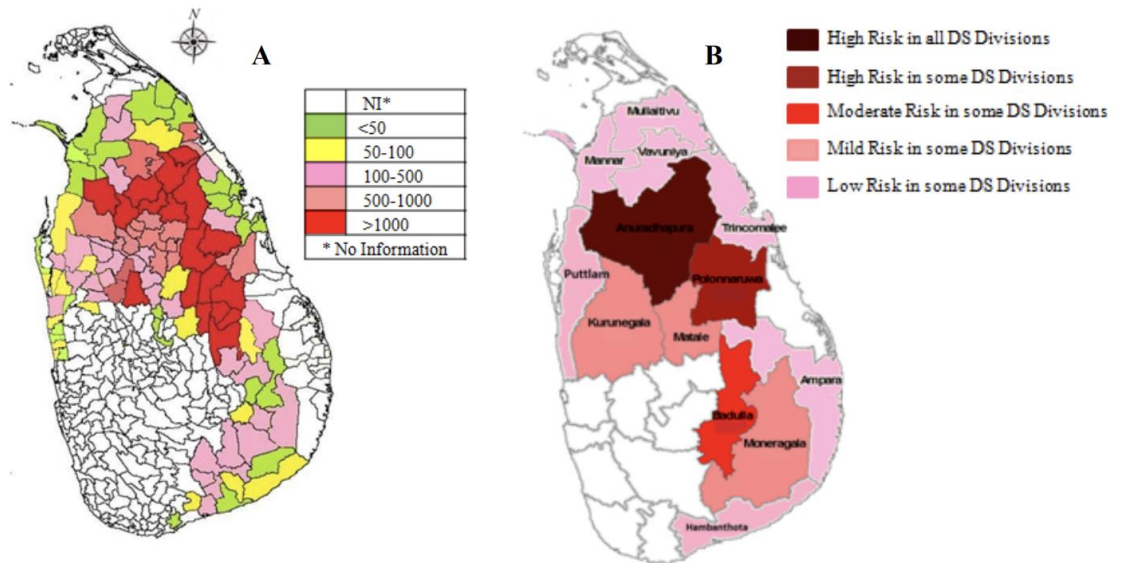 N
A
NI*
<50
50-100
100-500
500-1000
>1000
* No Information
B
High Risk in all DS Divisions
High Risk in some DS Divisions
Moderate Risk in some DS Divisions
Mild Risk in some DS Divisions
Low Risk in some DS Divisions
Mullaitivu
Vavuniya
Mannar
Anuradhapura
Trincomalee
Puttlam
Polonnaruwa
Kurunegala
Matale
Ampara
Badulla
Moneragala
Hambanthota